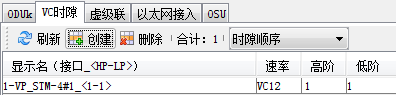 ODUk VC时隙 虚级联 以太网接入 OSU
刷新 创建 删除 合计：1 时隙顺序
显示名（接口_<HP-LP>） 速率 高阶 低阶
1-VP_STM-4#1_<1-1> VC12 1 1